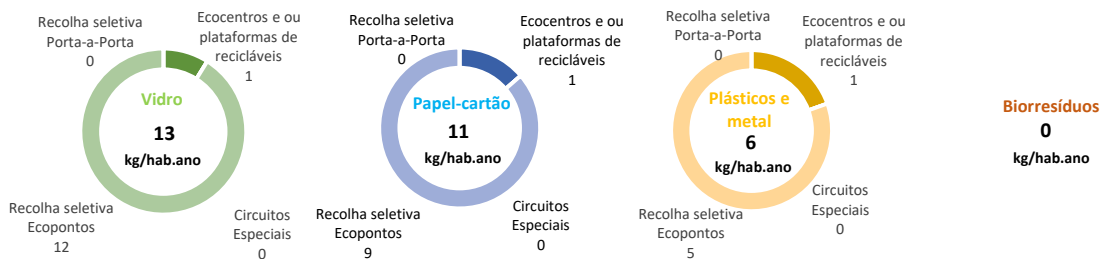 Recolha seletiva
Porta-a-Porta
0
Ecocentros e ou
plataformas de
recicláveis
1
Vidro
13
kg/hab.ano
Recolha seletiva
Ecopontos
12
Circuitos
Especiais
0
Recolha seletiva
Porta-a-Porta
0
Ecocentros e ou
plataformas de
recicláveis
1
Papel-cartão
11
kg/hab.ano
Recolha seletiva
Ecopontos
9
Circuitos
Especiais
0
Recolha seletiva
Porta-a-Porta
0
Ecocentros e ou
plataformas de
recicláveis
1
Plásticos e
metal
6
kg/hab.ano
Recolha seletiva
Ecopontos
5
Circuitos
Especiais
0
Biorresíduos
0
kg/hab.ano